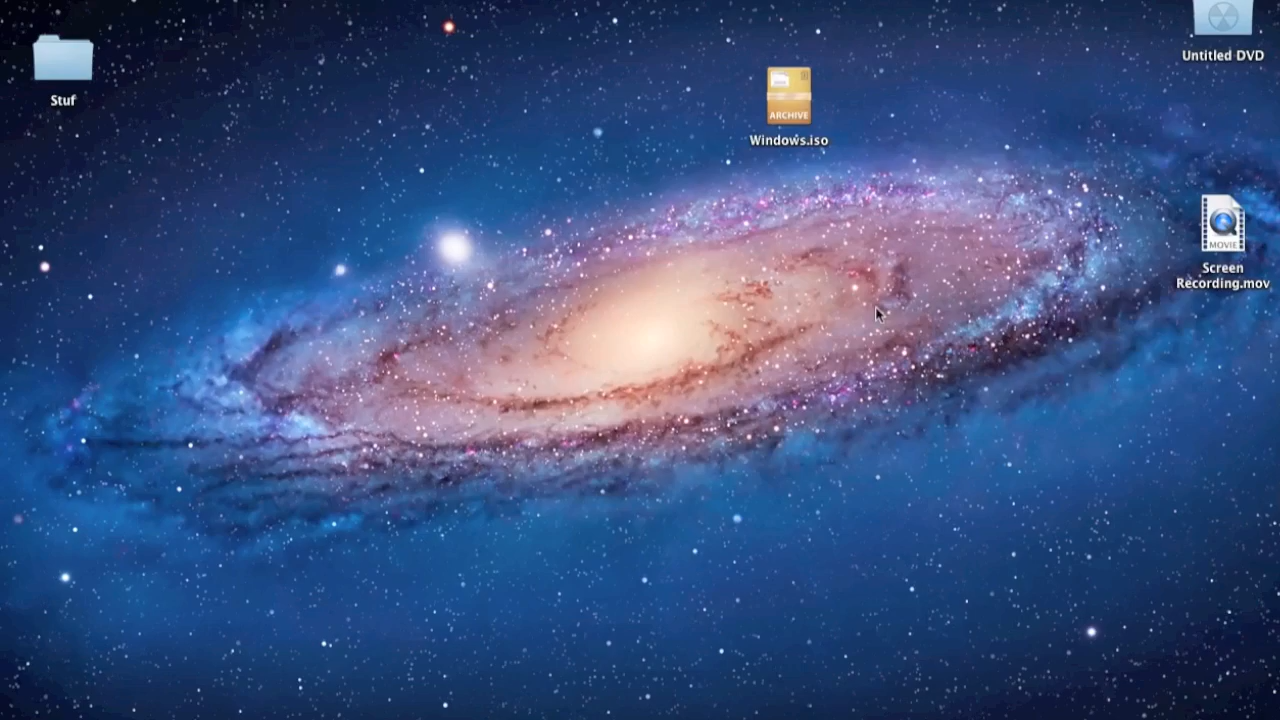 Untitled DVD
Stuf
ARCHIVE
Windows.iso
MOVIE
Screen
Recording.mov